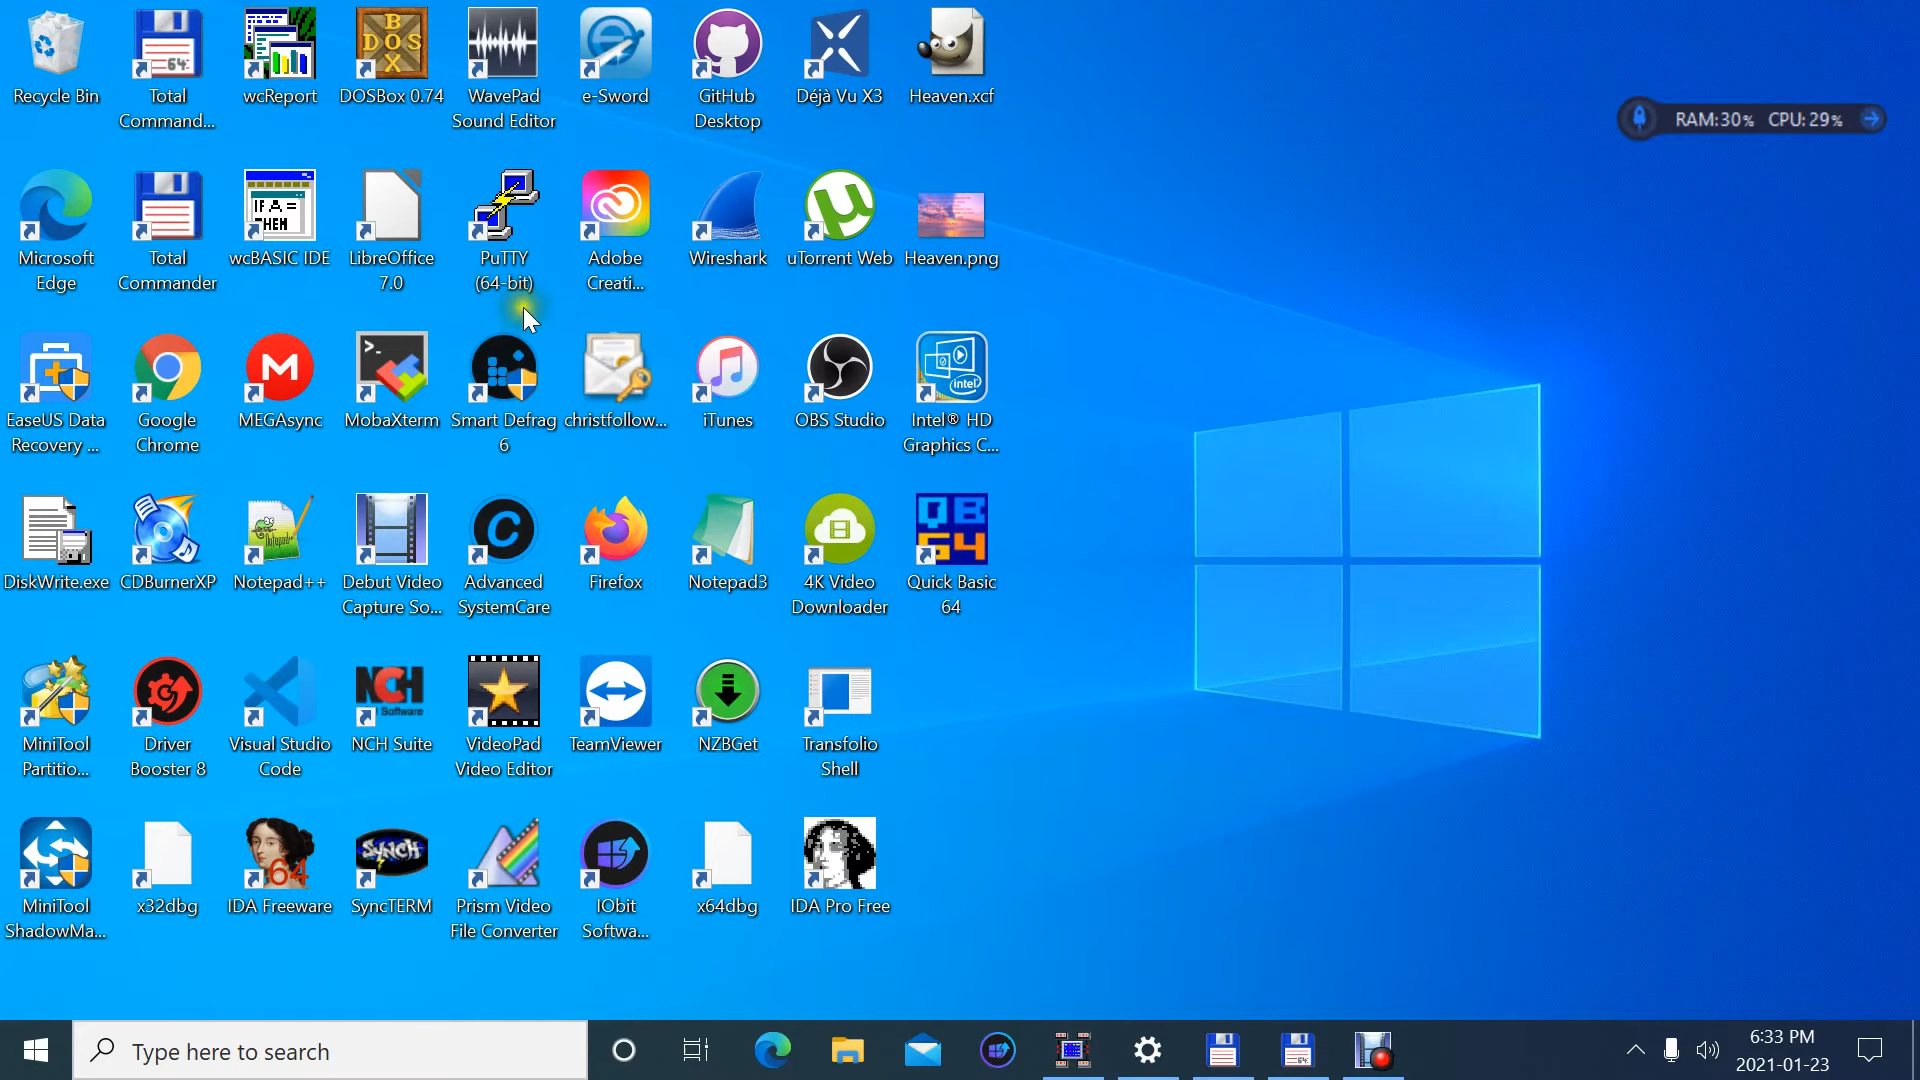 Recycle Bin
Total
Command...
wcReport
DOSBox 0.74
WavePad
Sound Editor
e-Sword
GitHub
Desktop
Déjà Vu X3
Heaven.xcf
RAM:30% CPU:29%
Microsoft
Edge
Total
Commander
wcBASIC IDE
LibreOffice
7.0
PuTTY
(64-bit)
Adobe
Creati...
Wireshark
uTorrent Web
Heaven.png
EaseUS Data
Recovery ...
Google
Chrome
MEGAsync
MobaXterm
Smart Defrag
6
christfollow...
iTunes
OBS Studio
Intel® HD
Graphics C...
DiskWrite.exe
CDBurnerXP
Notepad++
Debut Video
Capture So...
Advanced
SystemCare
Firefox
Notepad3
4K Video
Downloader
Quick Basic
64
MiniTool
Partitio...
Driver
Booster 8
Visual Studio
Code
NCH Suite
VideoPad
Video Editor
TeamViewer
NZBGet
Transfolio
Shell
MiniTool
ShadowMa...
x32dbg
IDA Freeware
SyncTERM
Prism Video
File Converter
IObit
Softwa...
x64dbg
IDA Pro Free
Type here to search
6:33 PM
2021-01-23